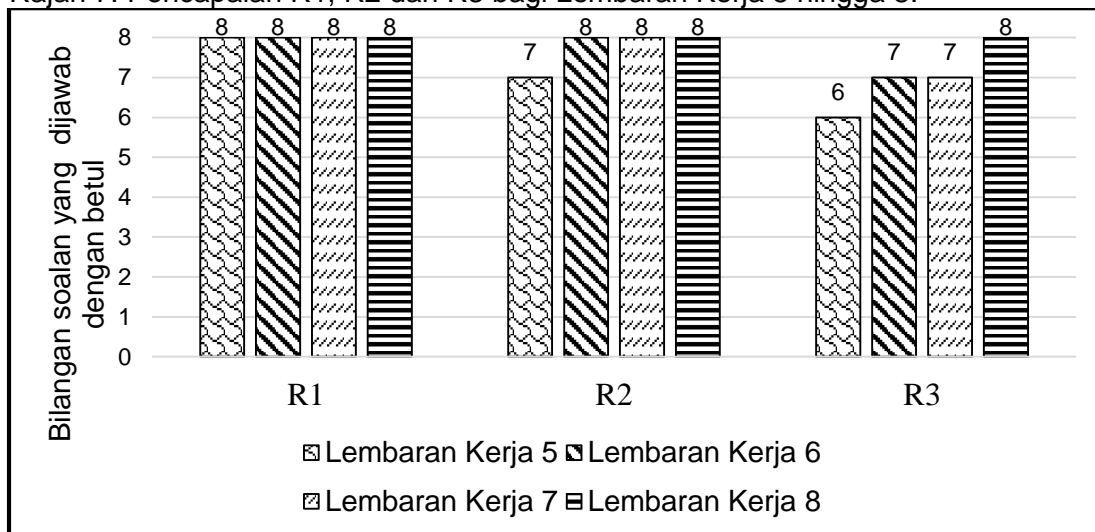 8 8 8 8 7 8 8 8 6 7 7 8
8
7
6
5
4
3
2
1
0
Bilangan soalan yang dijawab
dengan betul
R1 R2 R3
Lembaran Kerja 5 Lembaran Kerja 6
Lembaran Kerja 7 Lembaran Kerja 8